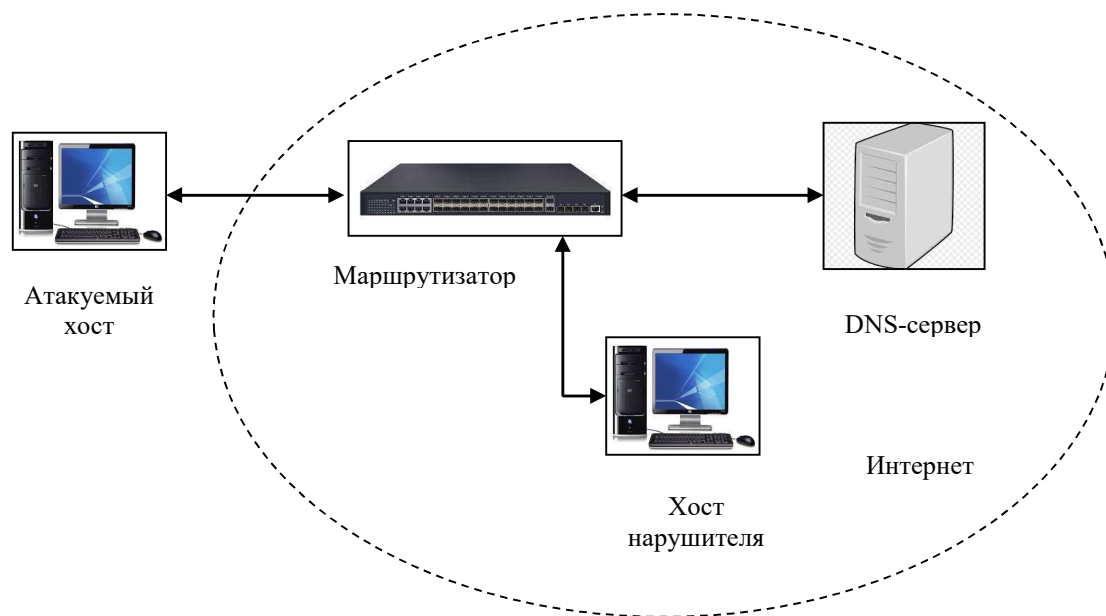 Атакуемый
хост
Маршрутизатор
DNS-сервер
Интернет
Хост
нарушителя